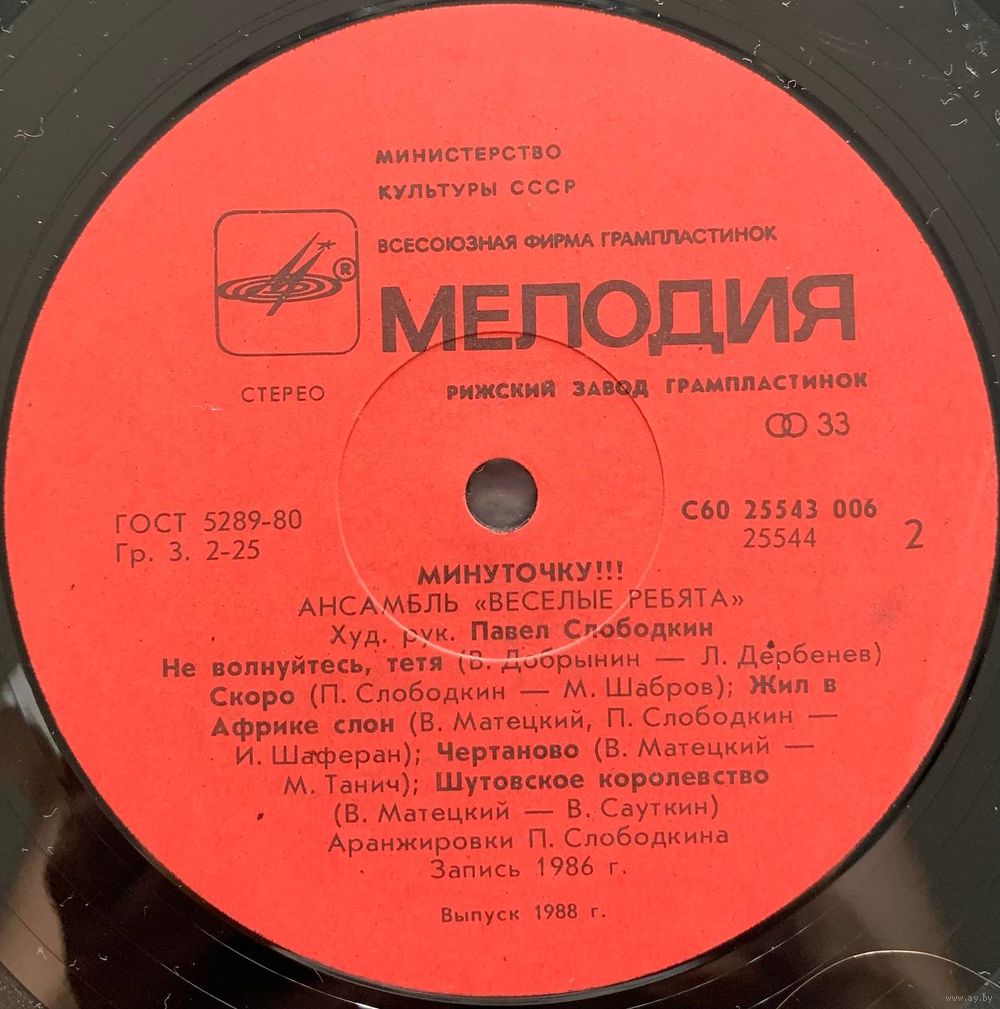 МИНИСТЕРСТВО
КУЛЬТУРЫ СССР
ВСЕСОЮЗНАЯ ФИРМА ГРАМПЛАСТИНОК
®
МЕЛОДИЯ
СТЕРЕО
РИЖСКИЙ ЗАВОД ГРАМПЛАСТИНОК
33
ГОСТ 5289-80
Гр. 3. 2-25
С60 25543 006
25544
2
МИНУТОЧКУ!!!
АНСАМБЛЬ «ВЕСЕЛЫЕ РЕБЯТА»
Худ. рук. Павел Слободкин
Не волнуйтесь, тетя (В. Добрынин — Л. Дербенев)
Скоро (П. Слободкин — М. Шабров); Жил в
Африке слон (В. Матецкий, П. Слободкин —
И. Шаферан); Чертаново (В. Матецкий —
М. Танич); Шутовское королевство
(В. Матецкий — В. Сауткин)
Аранжировки П. Слободкина
Запись 1986 г.
Выпуск 1988 г.
www.ay.by